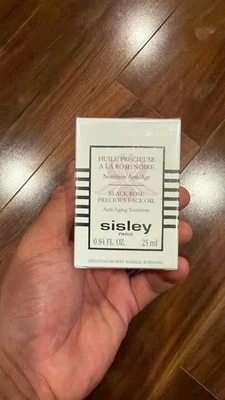 HUILE PRÉCIEUSE
À LA ROSE NOIRE
Nutrition Anti-Age
BLACK ROSE
PRECIOUS FACE OIL
Anti-Aging Nutrition
sisley
PARIS
0.84 FL. OZ. 25 ml